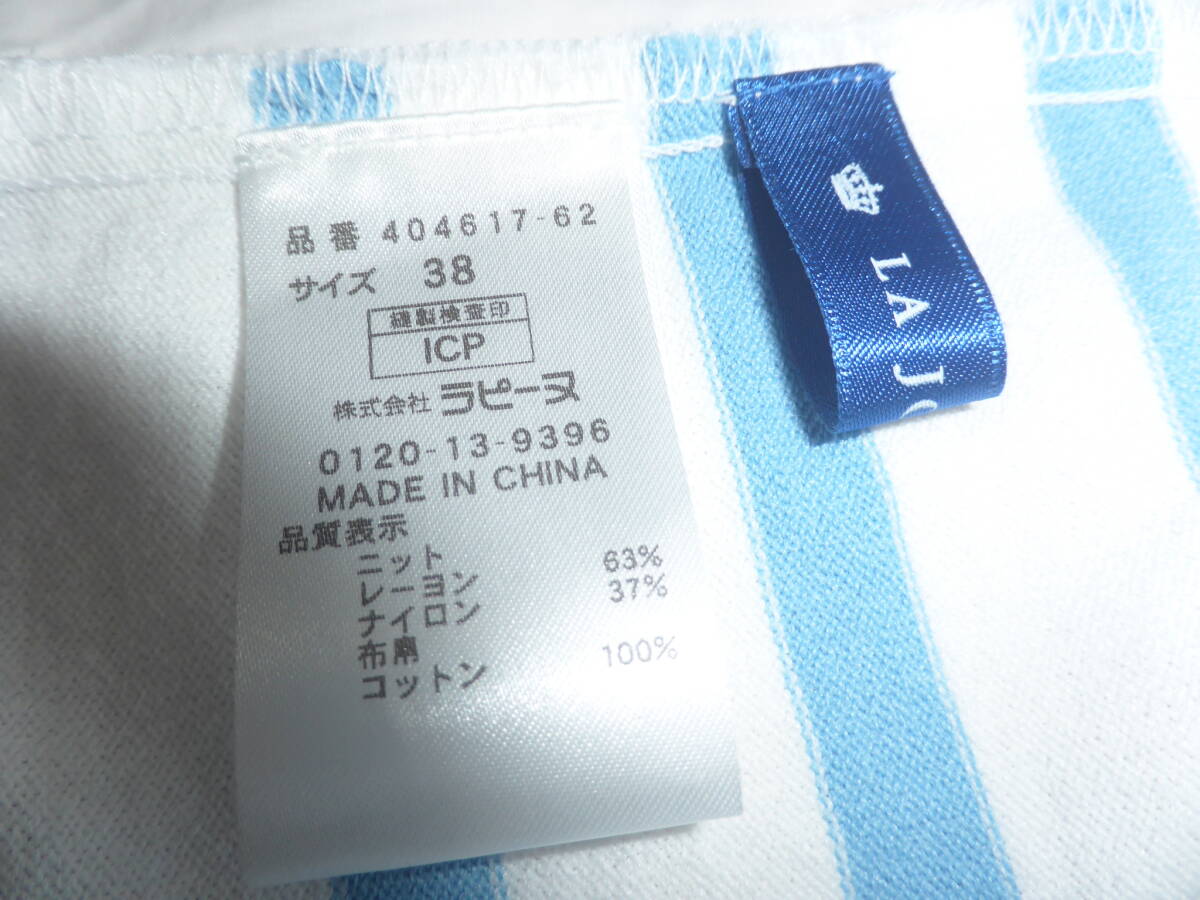 品番 404617-62
サイズ 38
縫製検査印
ICP
株式会社 ラピーヌ
0120-13-9396
MADE IN CHINA
品質表示
ニット
レーヨン 63%
ナイロン 37%
布帛
コットン 100%
LA JO